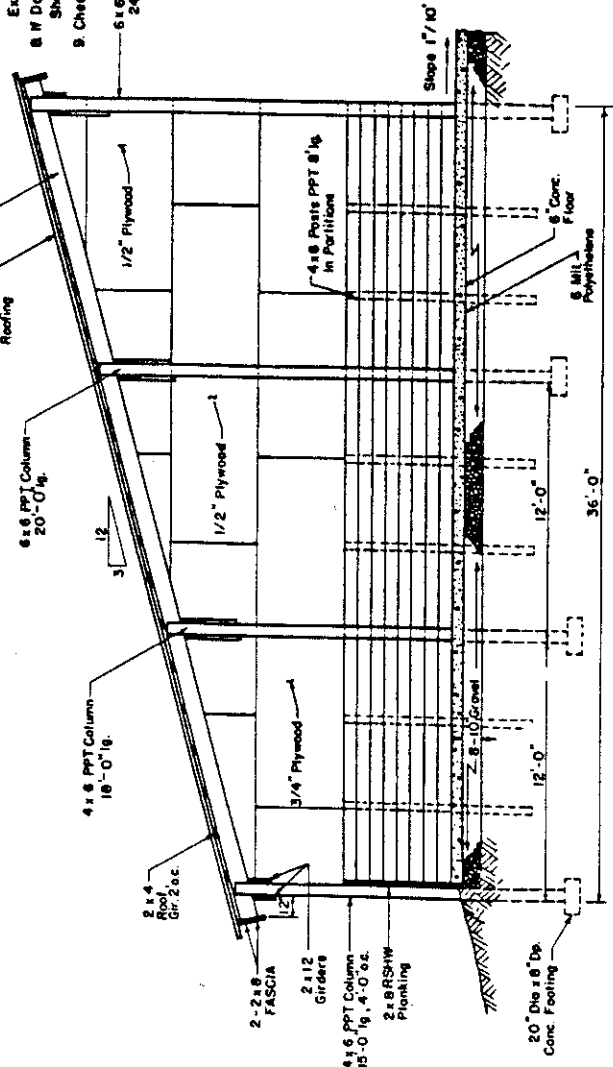 Ex
8. If Do
Sh
9. Chec
6 x 6
24
Roofing
6 x 6 PPT Column
20'-0" lg.
12
3
4 x 6 PPT Column
18'-0" lg.
2 x 4
Roof
Gir. 2' o.c.
2-2 x 8
FASCIA
12"
2 x 12
Girders
4 x 6 PPT Column
15'-0" lg., 4'-0" o.c.
2 x 8 RSHW
Planking
20" Dia x 8" Dp.
Conc. Footing
3/4" Plywood
1/2" Plywood
1/2" Plywood
4 x 6 Posts PPT 8' lg.
In Partitions
Slope 1"/10'
6" Conc.
Floor
6 Mil
Polyethelene
8-10 Gravel
12'-0"
12'-0"
36'-0"